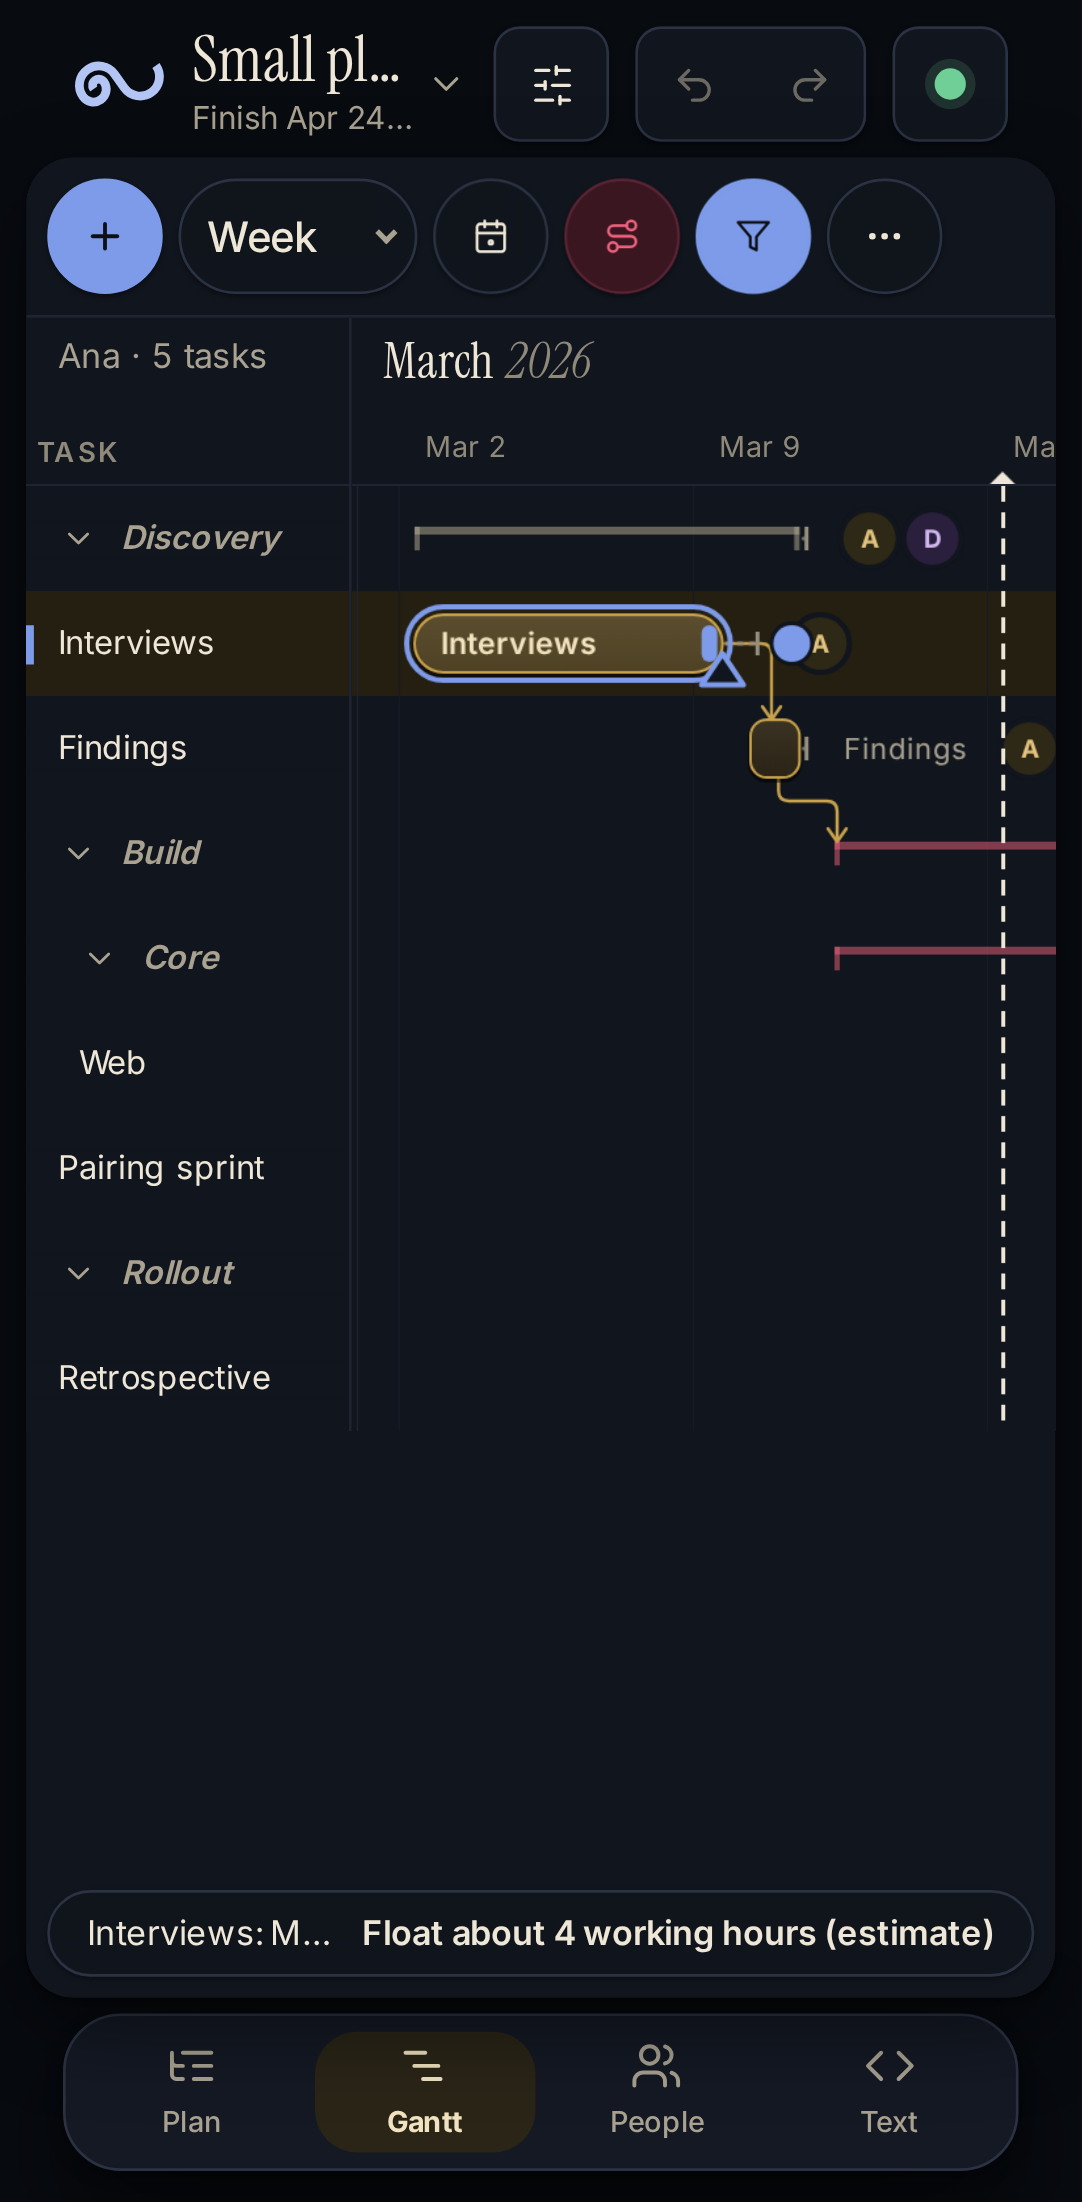 Small pl...
Finish Apr 24...
Week
Ana · 5 tasks
March 2026
TASK
Mar 2
Mar 9
Ma
Discovery
A
D
Interviews
Interviews
A
Findings
Findings
A
Build
Core
Web
Pairing sprint
Rollout
Retrospective
Interviews: M... Float about 4 working hours (estimate)
Plan
Gantt
People
Text